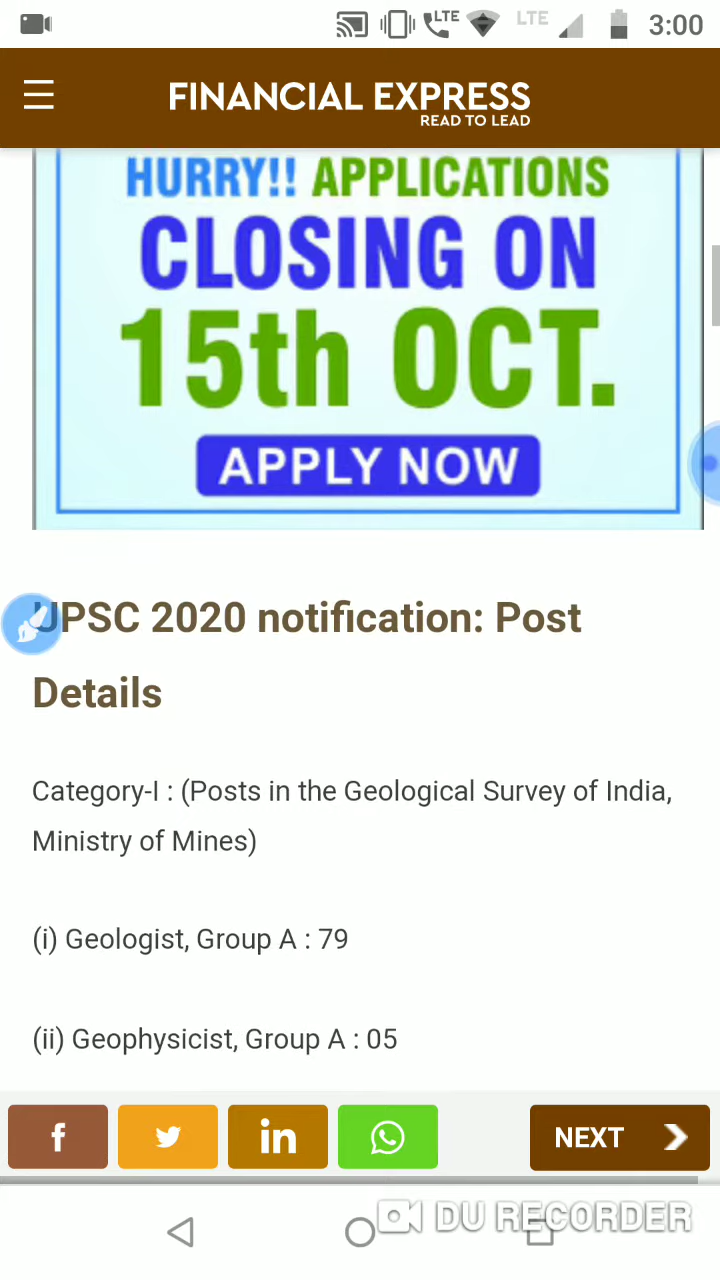 LTE LTE 3:00
FINANCIAL EXPRESS
READ TO LEAD
HURRY!! APPLICATIONS
CLOSING ON
15th OCT.
APPLY NOW
UPSC 2020 notification: Post
Details
Category-I : (Posts in the Geological Survey of India,
Ministry of Mines)
(i) Geologist, Group A : 79
(ii) Geophysicist, Group A : 05
f in NEXT
DU RECORDER